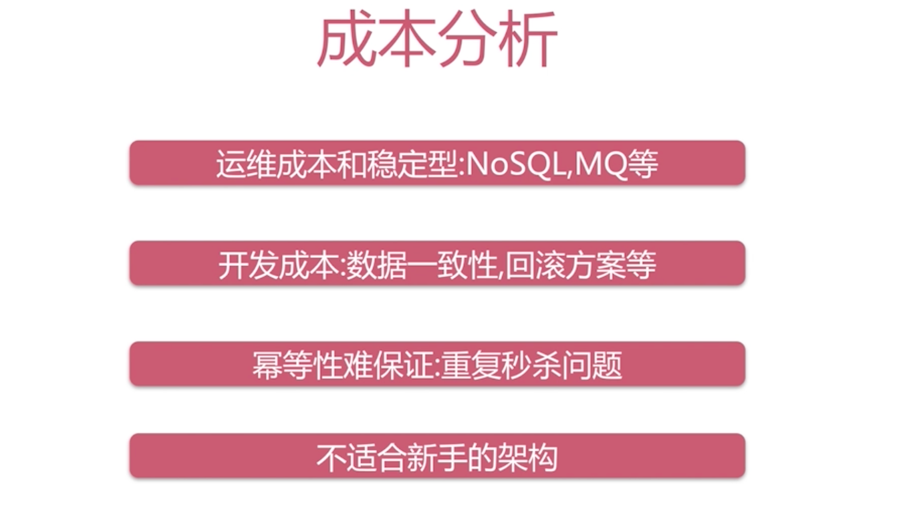 成本分析
运维成本和稳定型:NoSQL,MQ等
开发成本:数据一致性,回滚方案等
幂等性难保证:重复秒杀问题
不适合新手的架构